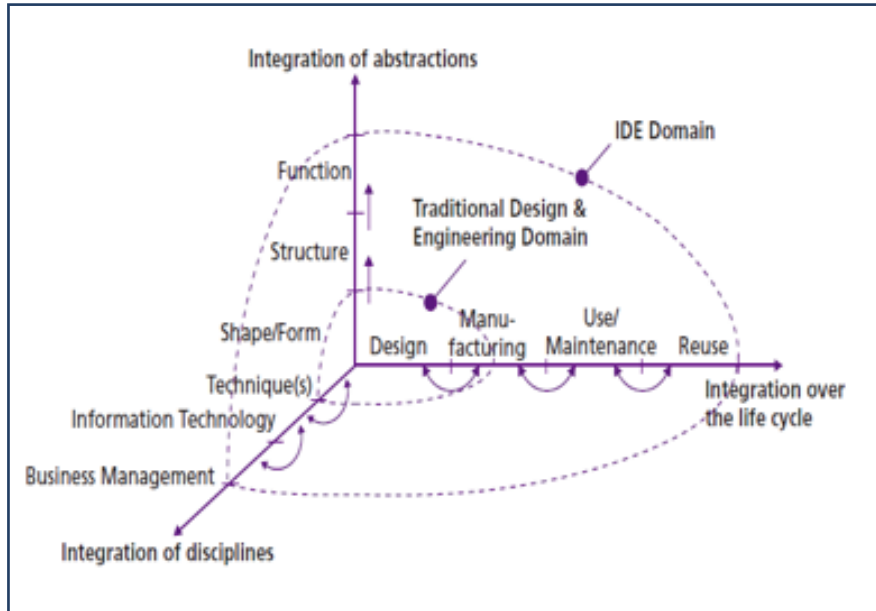 Integration of abstractions
IDE Domain
Function
Traditional Design &
Engineering Domain
Structure
Shape/Form
Design
Manu-
facturing
Use/
Maintenance
Reuse
Technique(s)
Integration over
the life cycle
Information Technology
Business Management
Integration of disciplines